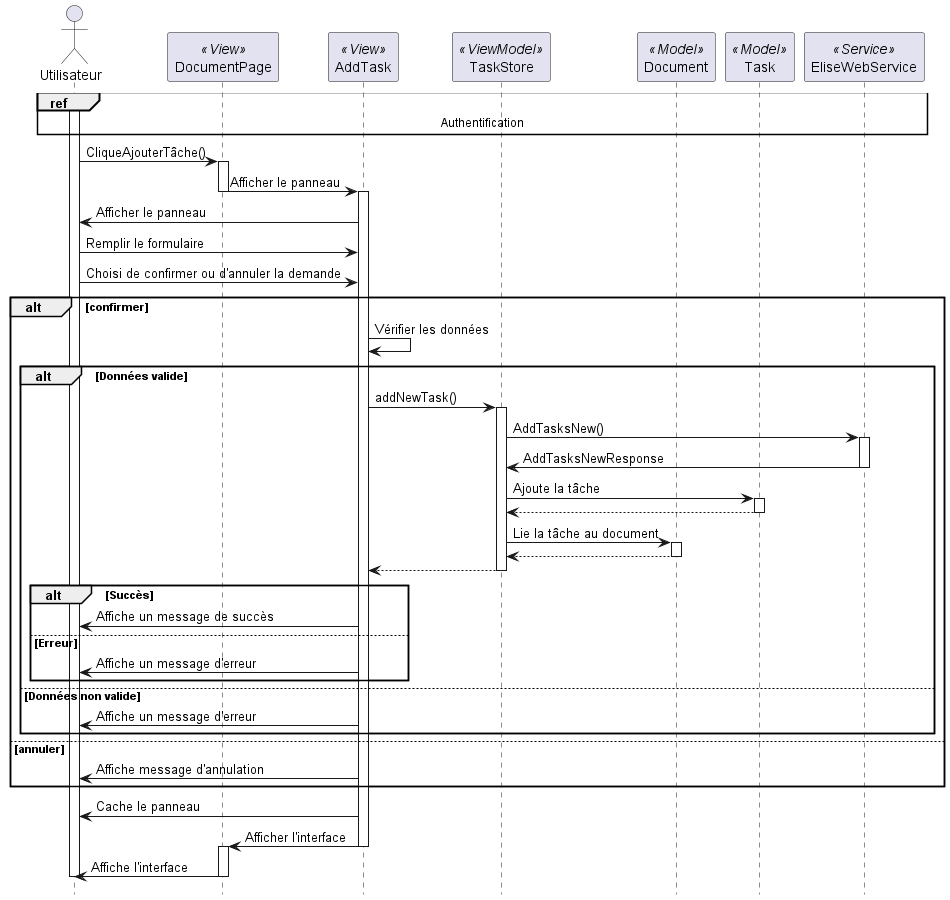 «View» «View» «ViewModel» «Model» «Model» «Service»
Utilisateur DocumentPage AddTask TaskStore Document Task EliseWebService
ref
Authentification
CliqueAjouterTâche()
Afficher le panneau
Afficher le panneau
Remplir le formulaire
Choisi de confirmer ou d'annuler la demande
alt [confirmer]
Vérifier les données
alt [Données valide]
addNewTask()
AddTasksNew()
AddTasksNewResponse
Ajoute la tâche
Lie la tâche au document
alt [Succès]
Affiche un message de succès
[Erreur]
Affiche un message d'erreur
[Données non valide]
Affiche un message d'erreur
[annuler]
Affiche message d'annulation
Cache le panneau
Afficher l'interface
Affiche l'interface